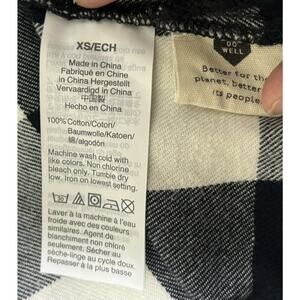 XS/ECH
Made in China
Fabriqué en Chine
in China Hergestellt
Vervaardigd in China
中国製
Hecho en China
100% Cotton/Coton/
Baumwolle/Katoen/
綿/algodón
Machine wash cold with
like colors. Non chlorine
bleach only. Tumble dry
low. Iron on lowest setting.
Laver à la machine à l'eau
froid avec couleurs
similaires. Agent de
blanchiment non chloré
seulement. Sécher au
sèche-linge au cycle doux.
Repasser à la plus basse
DO
WELL
Better for the
planet, better
its people